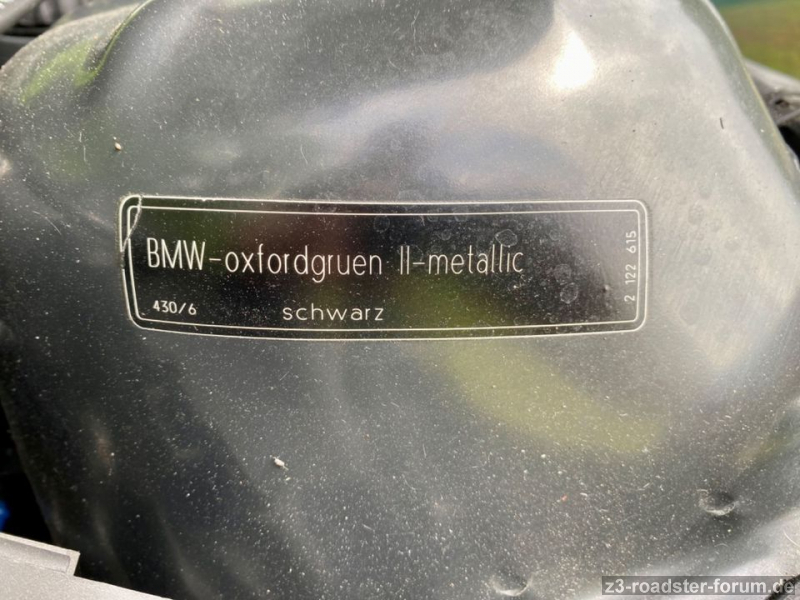 BMW-oxfordgruen II-metallic
430/6 schwarz
2 122 615
z3-roadster-forum.de